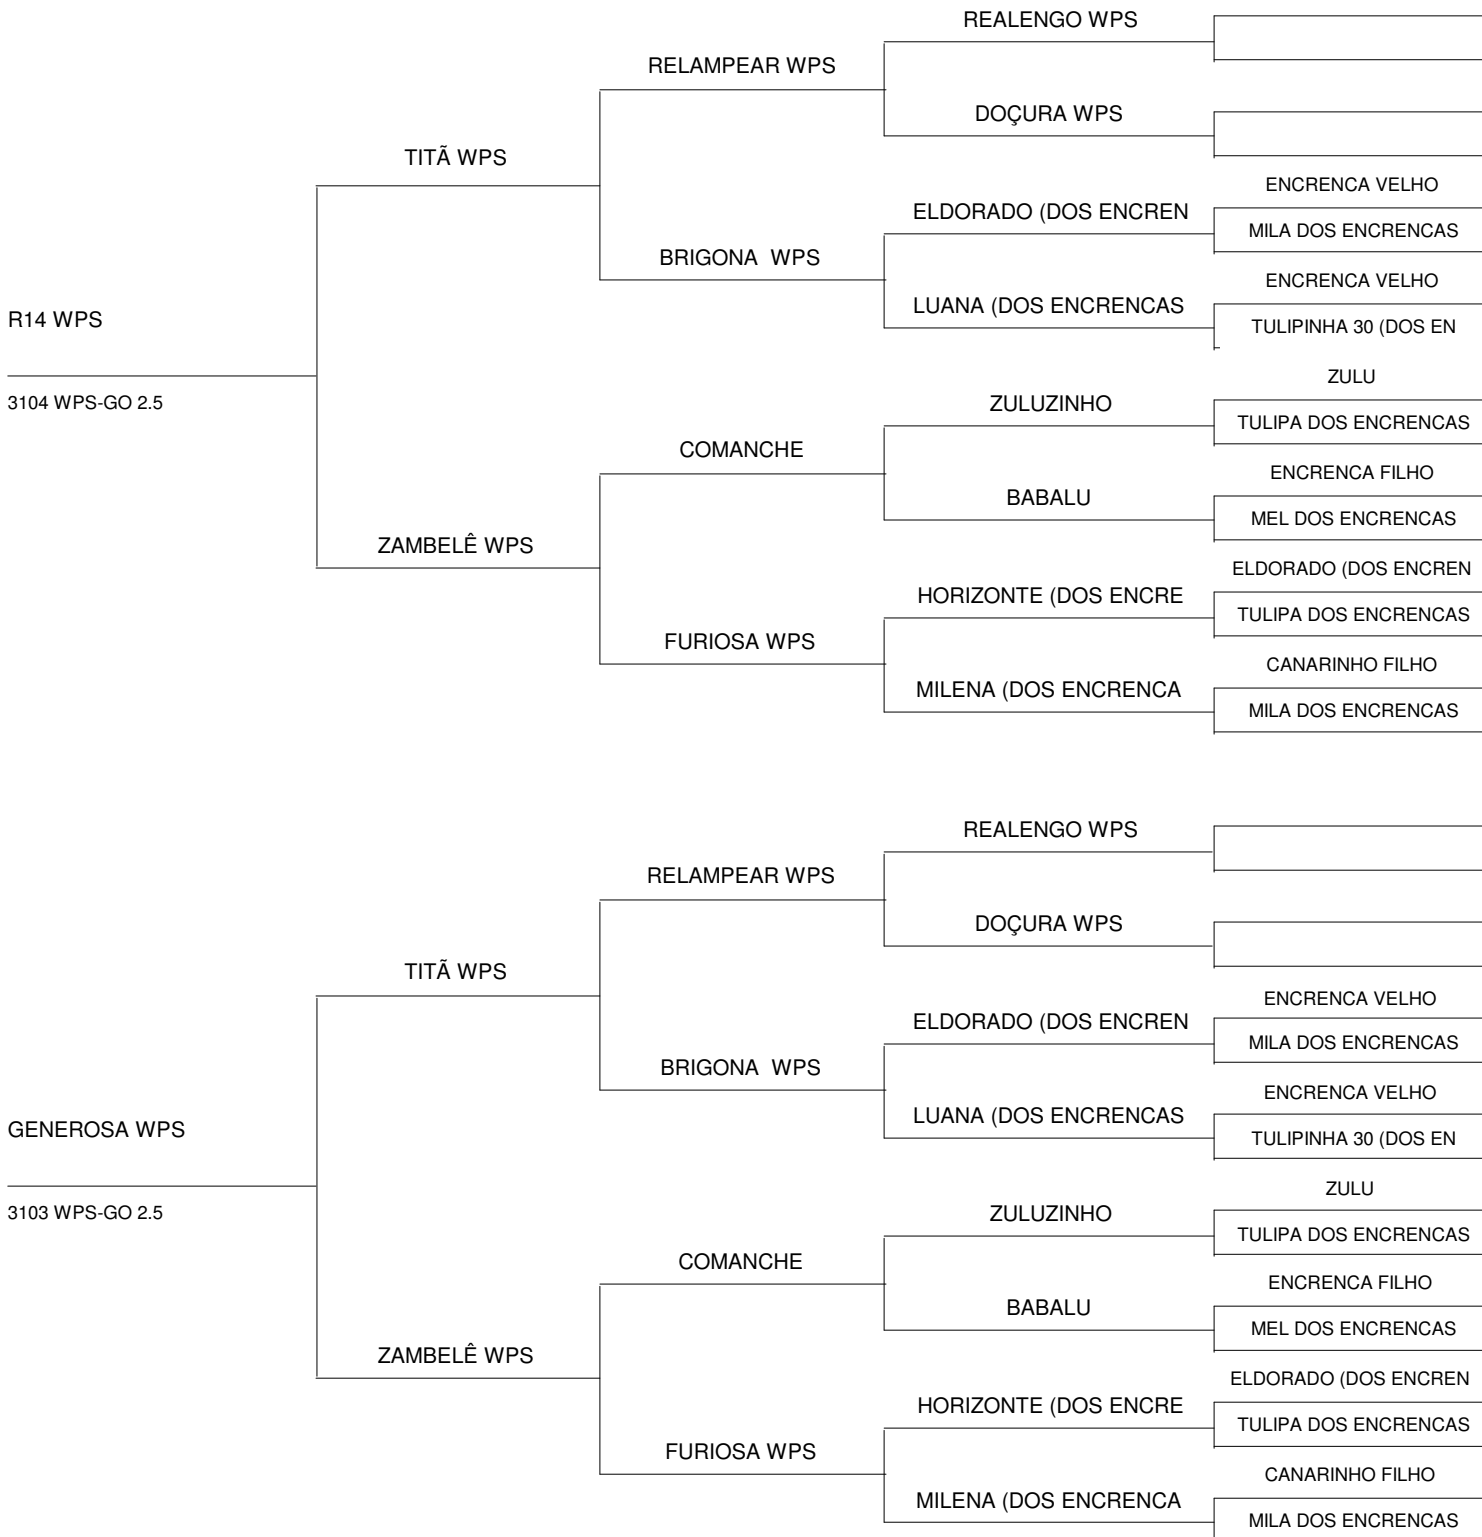 REALENGO WPS
RELAMPEAR WPS
DOÇURA WPS
TITÃ WPS
ENCRENCA VELHO
ELDORADO (DOS ENCREN
MILA DOS ENCRENCAS
BRIGONA  WPS
ENCRENCA VELHO
LUANA (DOS ENCRENCAS
R14 WPS
TULIPINHA 30 (DOS EN
ZULU
3104 WPS-GO 2.5
ZULUZINHO
TULIPA DOS ENCRENCAS
COMANCHE
ENCRENCA FILHO
BABALU
MEL DOS ENCRENCAS
ZAMBELÊ WPS
ELDORADO (DOS ENCREN
HORIZONTE (DOS ENCRE
TULIPA DOS ENCRENCAS
FURIOSA WPS
CANARINHO FILHO
MILENA (DOS ENCRENCA
MILA DOS ENCRENCAS
REALENGO WPS
RELAMPEAR WPS
DOÇURA WPS
TITÃ WPS
ENCRENCA VELHO
ELDORADO (DOS ENCREN
MILA DOS ENCRENCAS
BRIGONA  WPS
ENCRENCA VELHO
LUANA (DOS ENCRENCAS
GENEROSA WPS
TULIPINHA 30 (DOS EN
ZULU
3103 WPS-GO 2.5
ZULUZINHO
TULIPA DOS ENCRENCAS
COMANCHE
ENCRENCA FILHO
BABALU
MEL DOS ENCRENCAS
ZAMBELÊ WPS
ELDORADO (DOS ENCREN
HORIZONTE (DOS ENCRE
TULIPA DOS ENCRENCAS
FURIOSA WPS
CANARINHO FILHO
MILENA (DOS ENCRENCA
MILA DOS ENCRENCAS